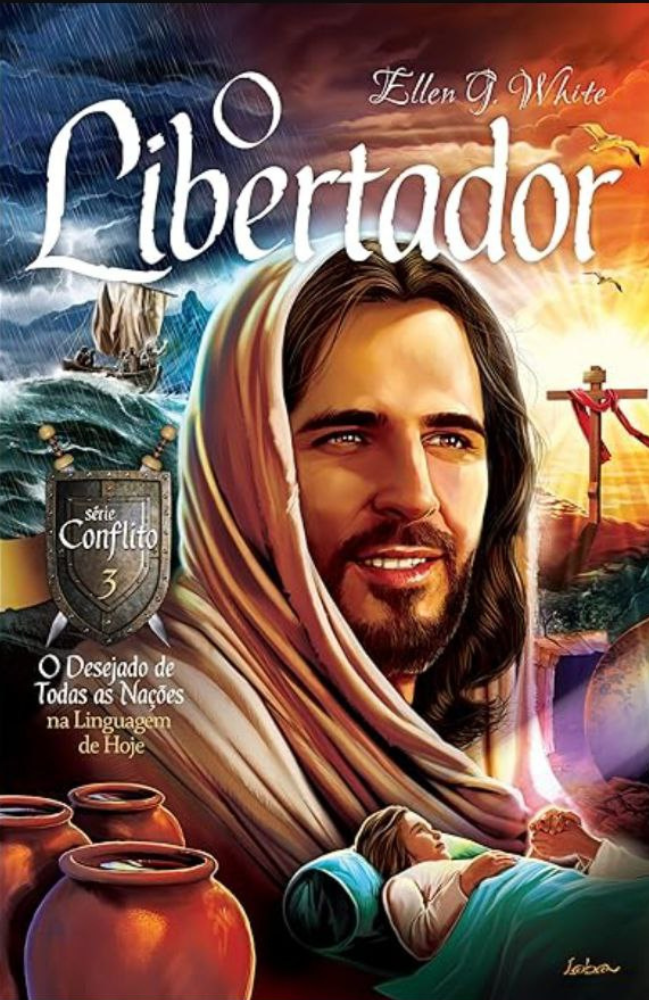 Ellen G. White
O
Libertador
série
Conflito
3
O Desejado de
Todas as Nações
na Linguagem
de Hoje